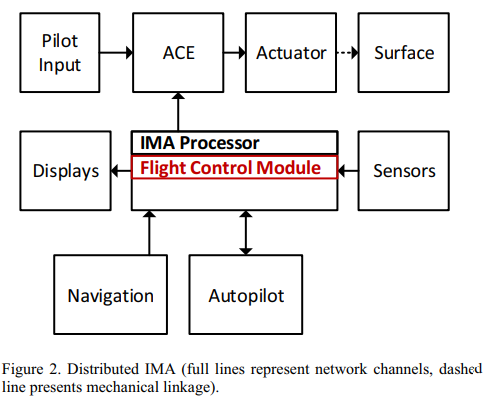 Pilot
Input
ACE
Actuator
Surface
IMA Processor
Flight Control Module
Displays
Sensors
Navigation
Autopilot
Figure 2. Distributed IMA (full lines represent network channels, dashed
line presents mechanical linkage).